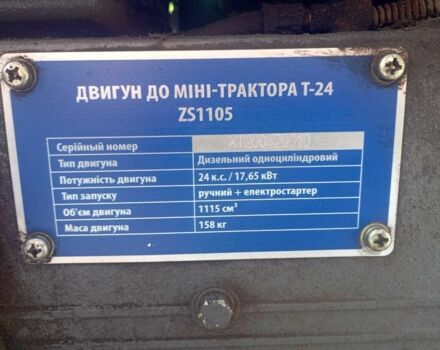 ДВИГУН ДО МІНІ-ТРАКТОРА Т-24
ZS1105
Серійный номер
Тип двигуна Дизельний одноциліндровий
Потужність двигуна 24 к.с. / 17,65 кВт
Тип запуску ручний + електростартер
Об'єм двигуна 1115 см³
Маса двигуна 158 кг